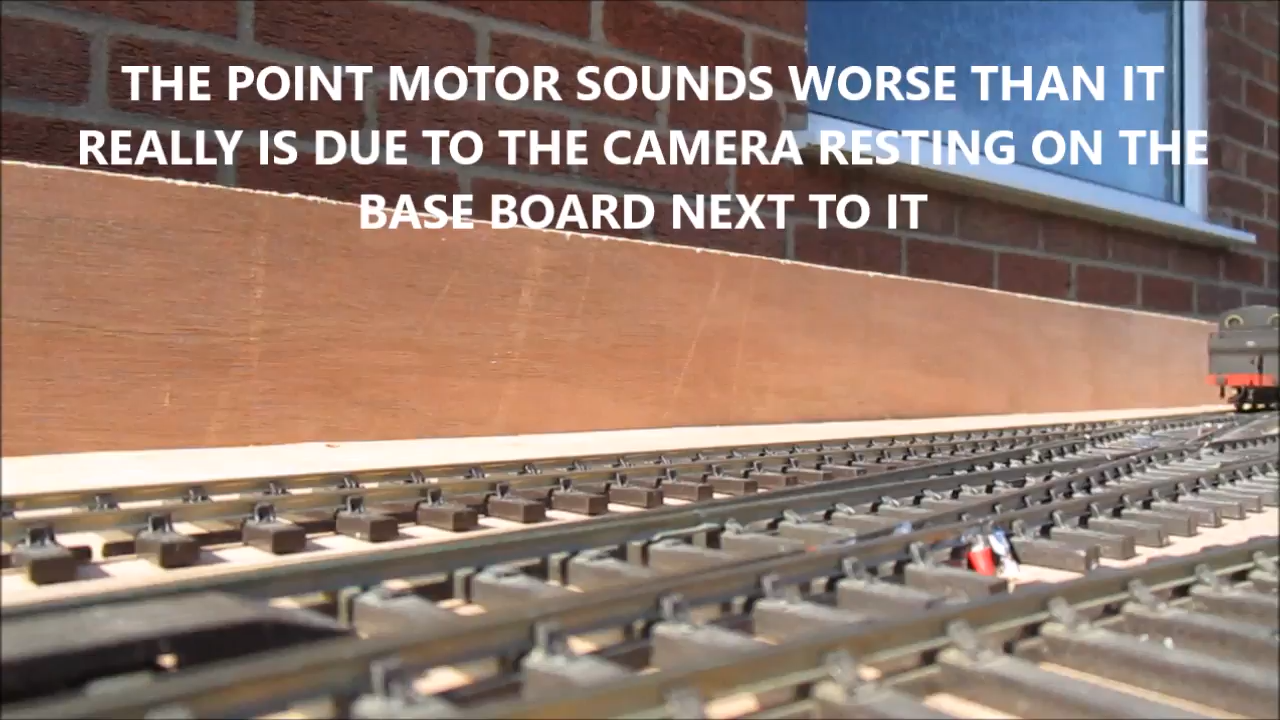 THE POINT MOTOR SOUNDS WORSE THAN IT
REALLY IS DUE TO THE CAMERA RESTING ON THE
BASE BOARD NEXT TO IT